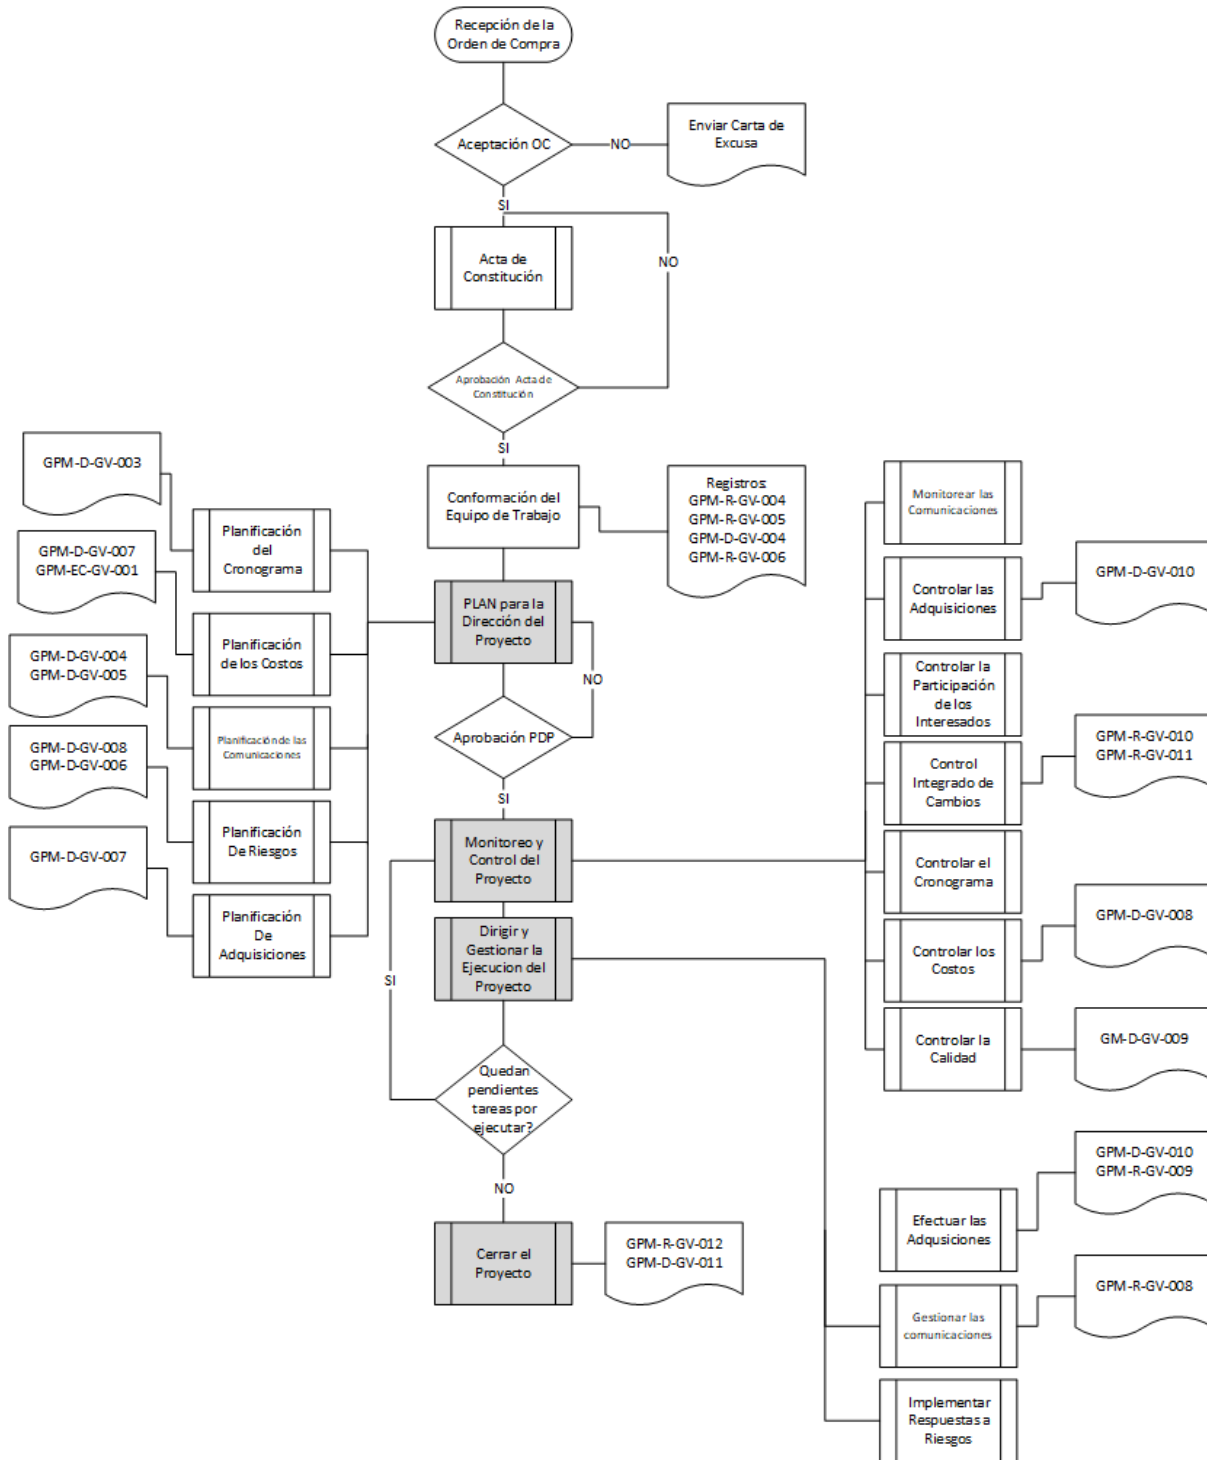 Recepción de la
Orden de Compra
Aceptación OC
NO
Enviar Carta de
Excusa
SI
Acta de
Constitución
NO
Aprobación Acta de
Constitución
SI
Conformación del
Equipo de Trabajo
Registros:
GPM-R-GV-004
GPM-R-GV-005
GPM-D-GV-004
GPM-R-GV-006
PLAN para la
Dirección del
Proyecto
NO
Aprobación PDP
SI
GPM-D-GV-003
Planificación
del
Cronograma
GPM-D-GV-007
GPM-EC-GV-001
Planificación
de los Costos
GPM-D-GV-004
GPM-D-GV-005
Planificación de las
Comunicaciones
GPM-D-GV-008
GPM-D-GV-006
Planificación
De Riesgos
GPM-D-GV-007
Planificación
De
Adquisiciones
Monitoreo y
Control del
Proyecto
Dirigir y
Gestionar la
Ejecucion del
Proyecto
SI
Quedan
pendientes
tareas por
ejecutar?
NO
Cerrar el
Proyecto
GPM-R-GV-012
GPM-D-GV-011
Monitorear las
Comunicaciones
Controlar las
Adquisiciones
GPM-D-GV-010
Controlar la
Participación
de los
Interesados
Control
Integrado de
Cambios
GPM-R-GV-010
GPM-R-GV-011
Controlar el
Cronograma
Controlar los
Costos
GPM-D-GV-008
Controlar la
Calidad
GM-D-GV-009
Efectuar las
Adqusiciones
GPM-D-GV-010
GPM-R-GV-009
Gestionar las
comunicaciones
GPM-R-GV-008
Implementar
Respuestas a
Riesgos